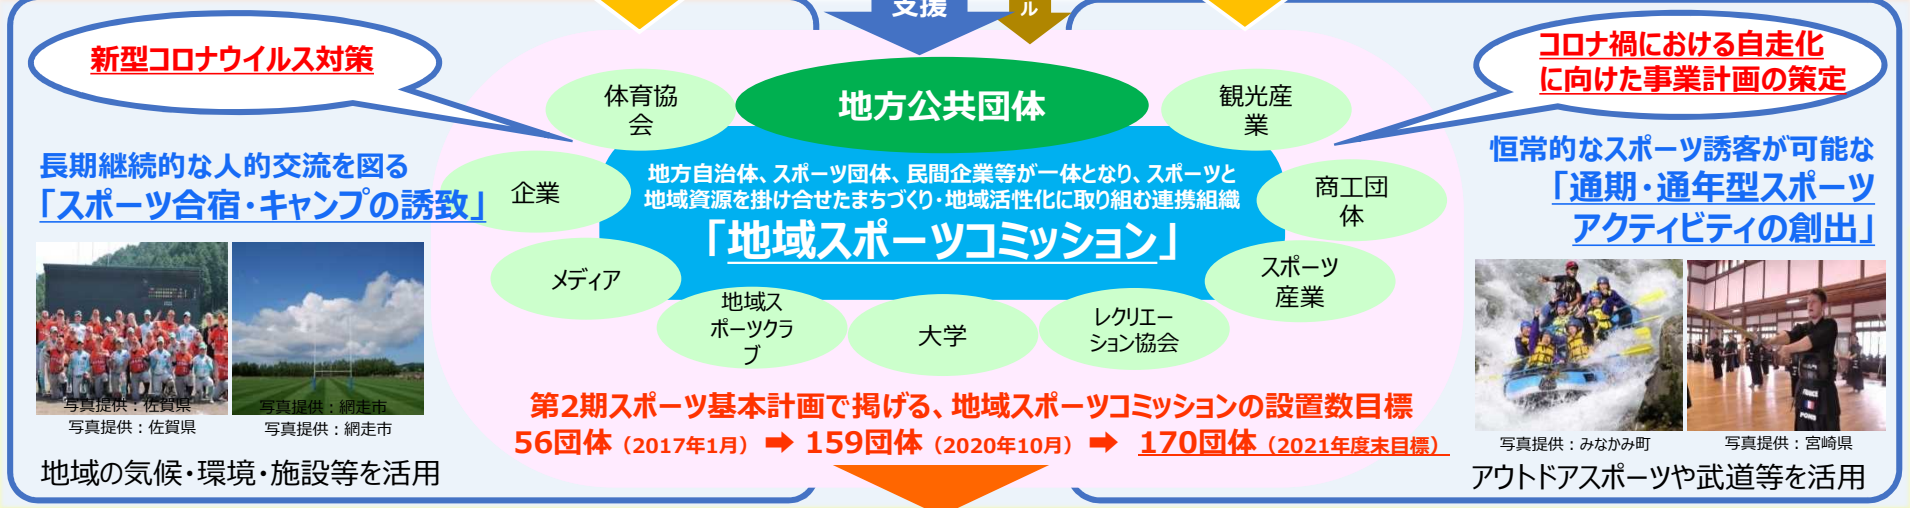 支援
ル
新型コロナウイルス対策
長期継続的な人的交流を図る
「スポーツ合宿・キャンプの誘致」
写真提供：佐賀県
写真提供：佐賀県
写真提供：網走市
写真提供：網走市
地域の気候・環境・施設等を活用
地方公共団体
体育協
会
観光産
業
企業
商工団
体
メディア
スポーツ
産業
地域ス
ポーツクラ
ブ
大学
レクリエー
ション協会
地方自治体、スポーツ団体、民間企業等が一体となり、スポーツと
地域資源を掛け合せたまちづくり・地域活性化に取り組む連携組織
「地域スポーツコミッション」
第2期スポーツ基本計画で掲げる、地域スポーツコミッションの設置数目標
56団体（2017年1月）➡ 159団体（2020年10月）➡ 170団体（2021年度末目標）
コロナ禍における自走化
に向けた事業計画の策定
恒常的なスポーツ誘客が可能な
「通期・通年型スポーツ
アクティビティの創出」
FRANCE
写真提供：みなかみ町
写真提供：宮崎県
アウトドアスポーツや武道等を活用